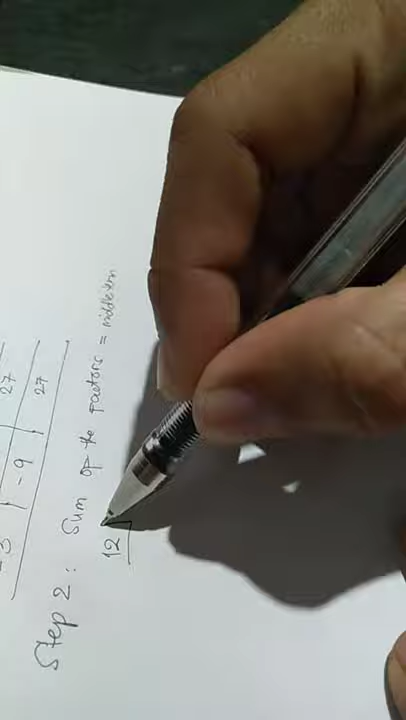 27
-3 | -9 | 27
Step 2: Sum of the Factors = middle term
12